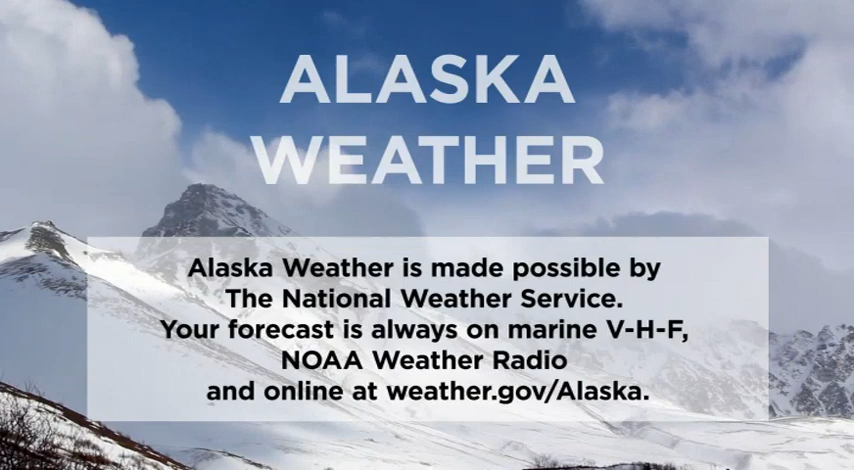 ALASKA
WEATHER
Alaska Weather is made possible by
The National Weather Service.
Your forecast is always on marine V-H-F,
NOAA Weather Radio
and online at weather.gov/Alaska.